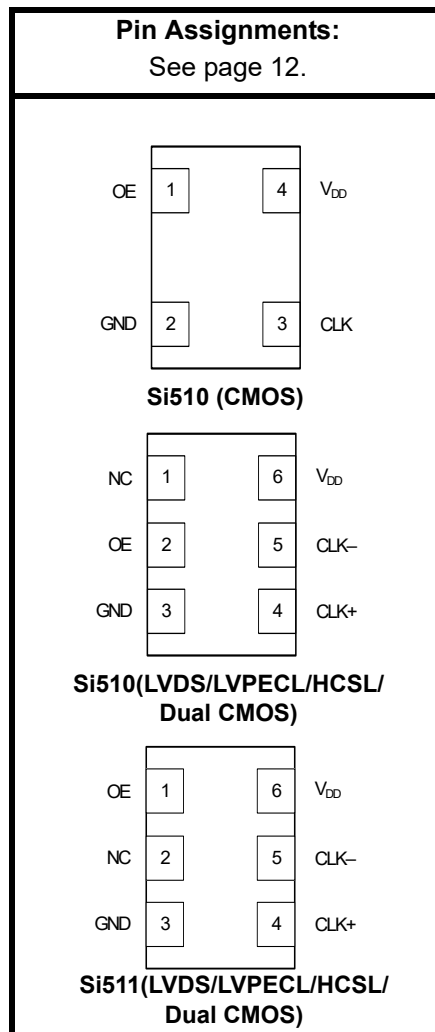 Pin Assignments:
See page 12.
OE 1 4 VDD
GND 2 3 CLK
Si510 (CMOS)
NC 1 6 VDD
OE 2 5 CLK–
GND 3 4 CLK+
Si510(LVDS/LVPECL/HCSL/
Dual CMOS)
OE 1 6 VDD
NC 2 5 CLK–
GND 3 4 CLK+
Si511(LVDS/LVPECL/HCSL/
Dual CMOS)